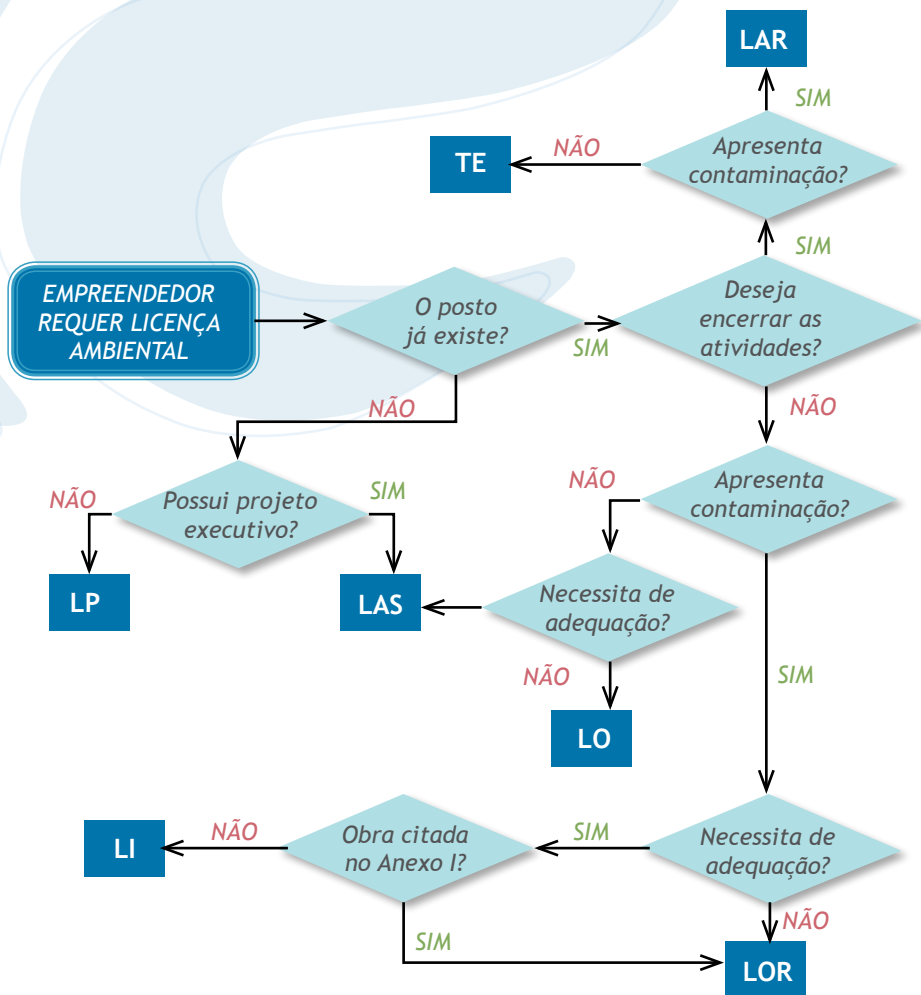 LAR
SIM
Apresenta
contaminação?
NÃO
TE
SIM
EMPREENDEDOR
REQUER LICENÇA
AMBIENTAL
O posto
já existe?
SIM
Deseja
encerrar as
atividades?
NÃO
NÃO
Possui projeto
executivo?
NÃO
SIM
LP
LAS
Apresenta
contaminação?
NÃO
Necessita de
adequação?
NÃO
LO
SIM
Necessita de
adequação?
SIM
Obra citada
no Anexo I?
NÃO
LI
SIM
NÃO
LOR